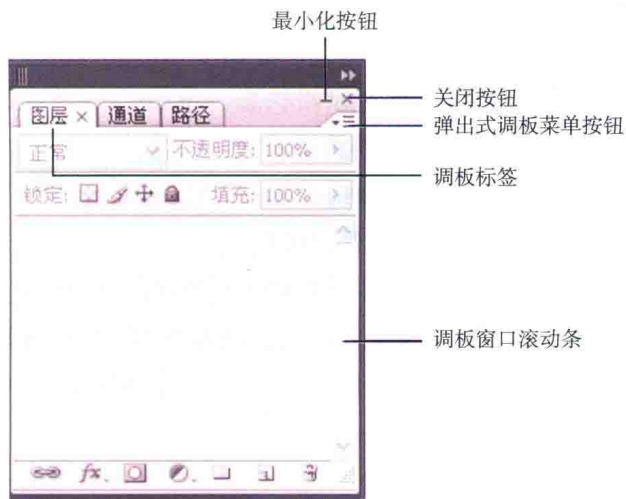 最小化按钮
关闭按钮
图层 × 通道 路径
弹出式调板菜单按钮
正常 不透明度: 100%
调板标签
锁定: 填充: 100%
调板窗口滚动条
fx.